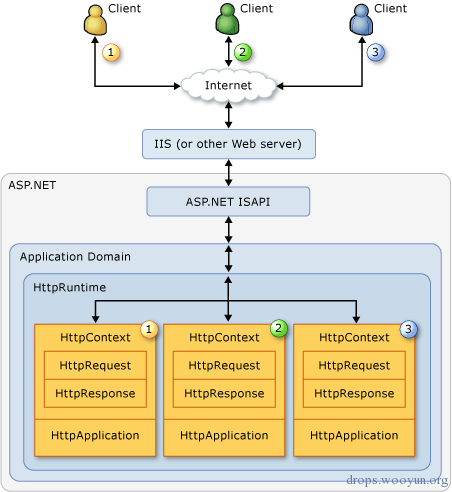 Client Client Client
1 2 3
Internet
IIS (or other Web server)
ASP.NET
ASP.NET ISAPI
Application Domain
HttpRuntime
1 2 3
HttpContext HttpContext HttpContext
HttpRequest HttpRequest HttpRequest
HttpResponse HttpResponse HttpResponse
HttpApplication HttpApplication HttpApplication
drops.wooyun.org